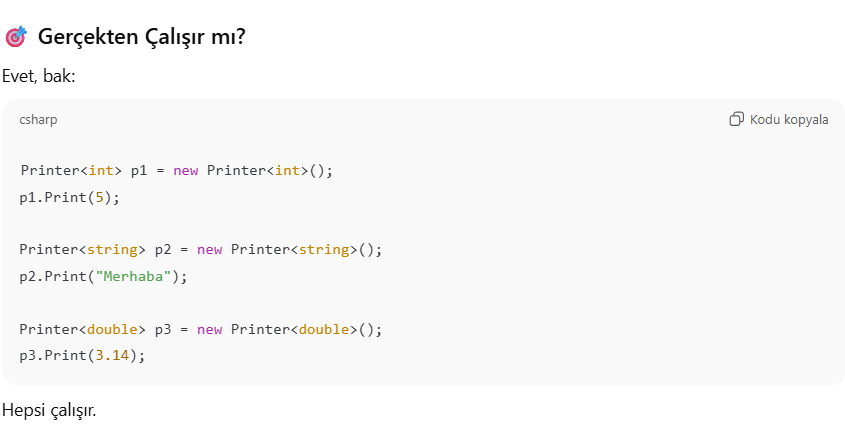 🎯 Gerçekten Çalışır mı?
Evet, bak:
csharp
Kodu kopyala
Printer<int> p1 = new Printer<int>();
p1.Print(5);
Printer<string> p2 = new Printer<string>();
p2.Print("Merhaba");
Printer<double> p3 = new Printer<double>();
p3.Print(3.14);
Hepsi çalışır.